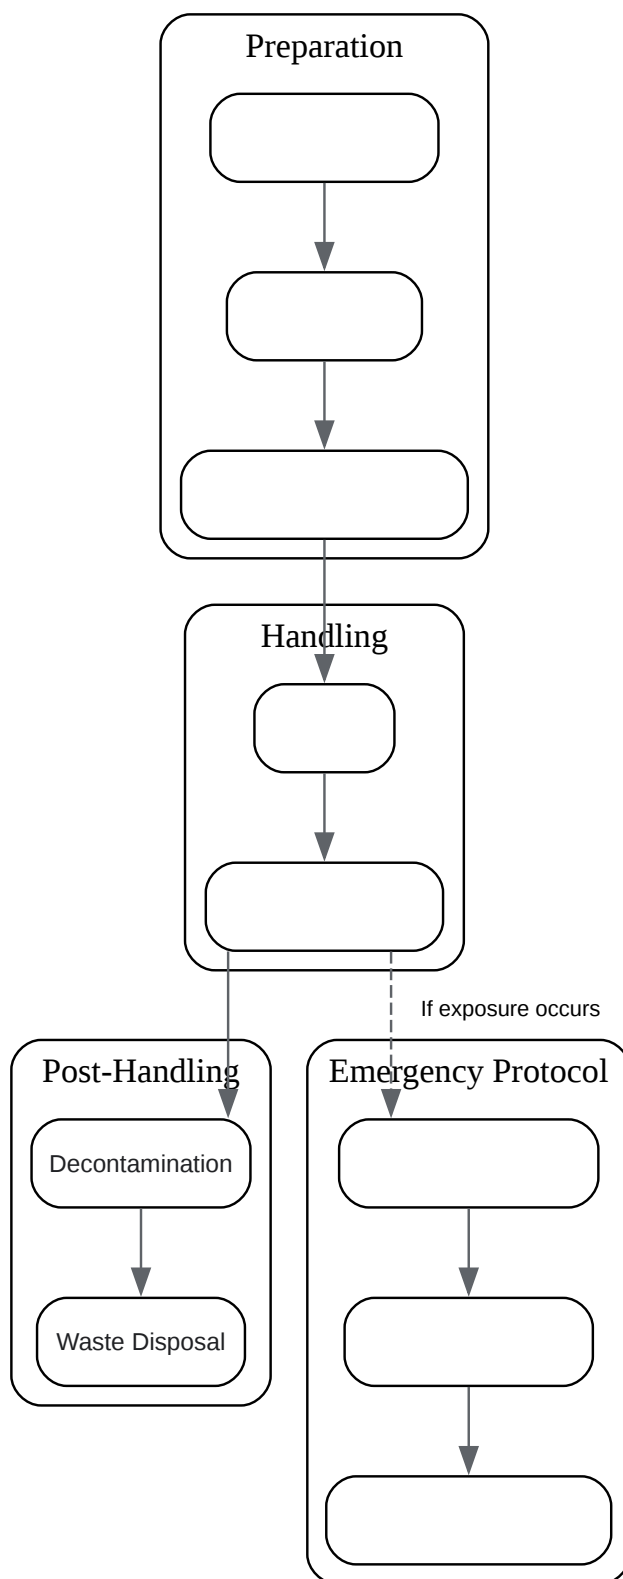 Preparation
Handling
If exposure occurs
Post-Handling
Emergency Protocol
Decontamination
Waste Disposal